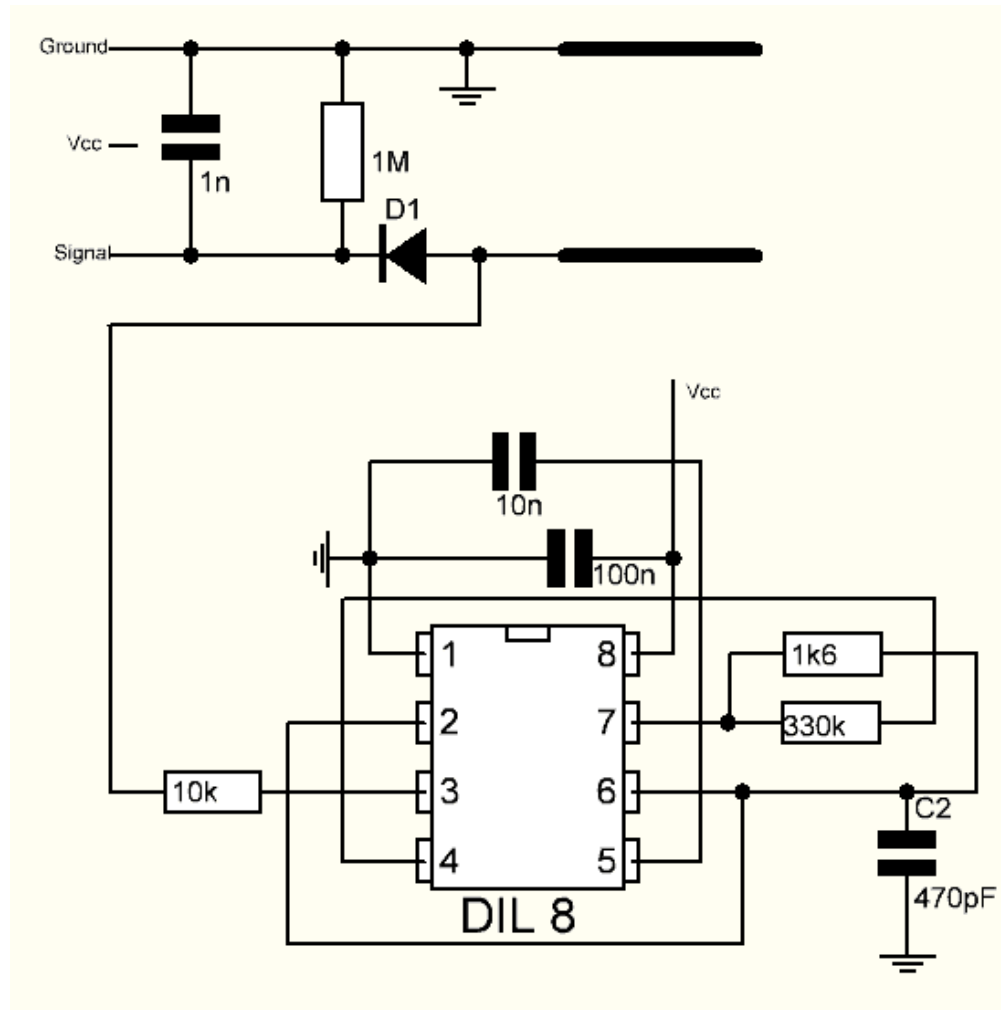 Ground
Vcc
1n
1M
D1
Signal
Vcc
10n
100n
1
8
1k6
2
7
330k
10k
3
6
C2
4
5
470pF
DIL 8